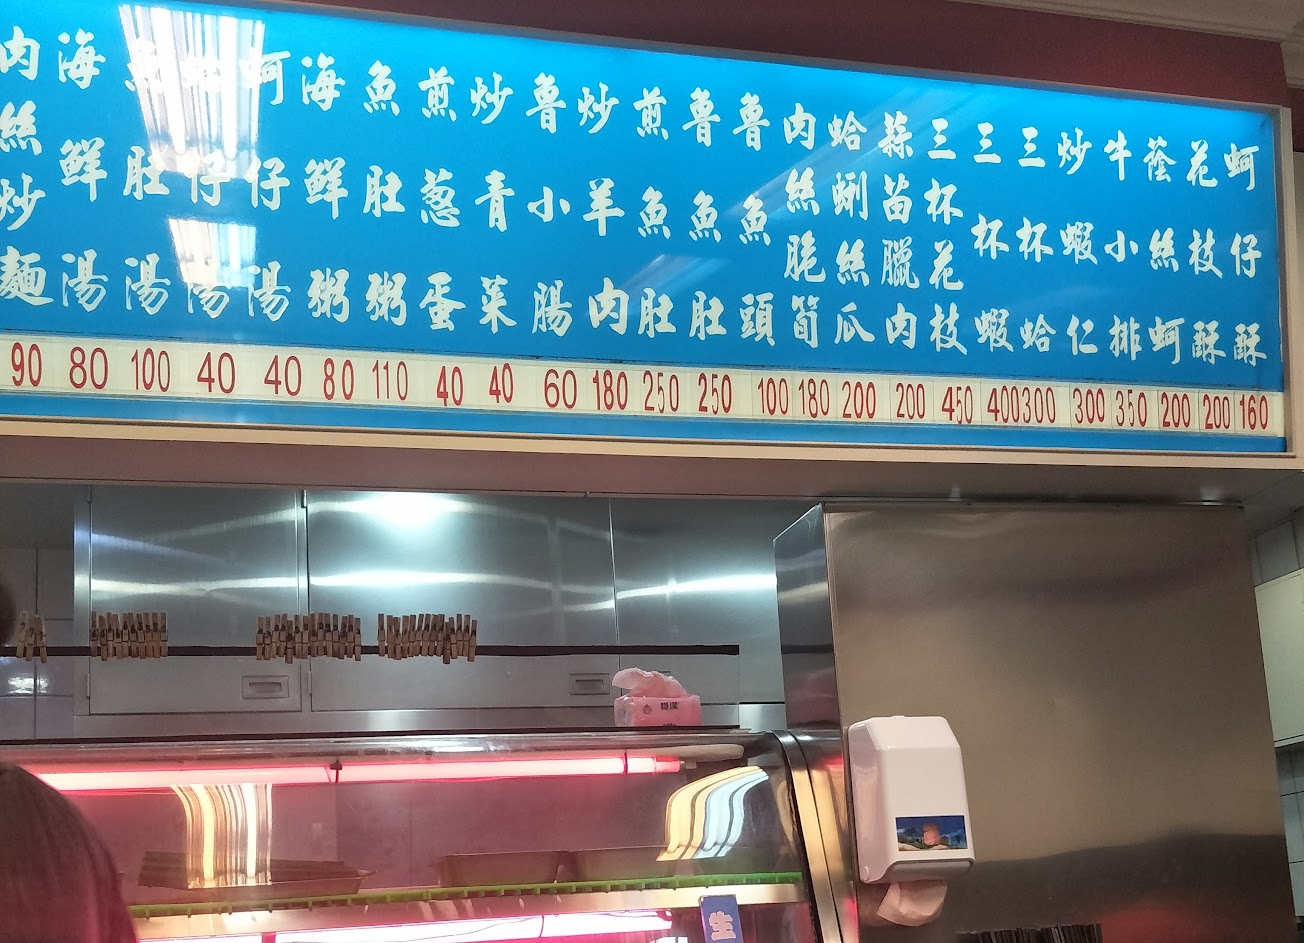 蚵仔酥 160
花枝酥 200
蔭絲蚵 200
牛小排 350
炒蝦仁 300
三杯蛤 300
三杯蝦 400
三杯花枝 450
蒜苗臘肉 200
蛤蜊絲瓜 200
肉絲脆筍 180
魯魚頭 100
魯魚肚 250
煎魚肚 250
炒羊肉 180
魯小腸 60
炒青菜 40
煎葱蛋 40
魚肚粥 110
海鮮粥 80
蚵仔湯 40
蛤仔湯 40
魚肚湯 100
海鮮湯 80
肉絲炒麵 90
生